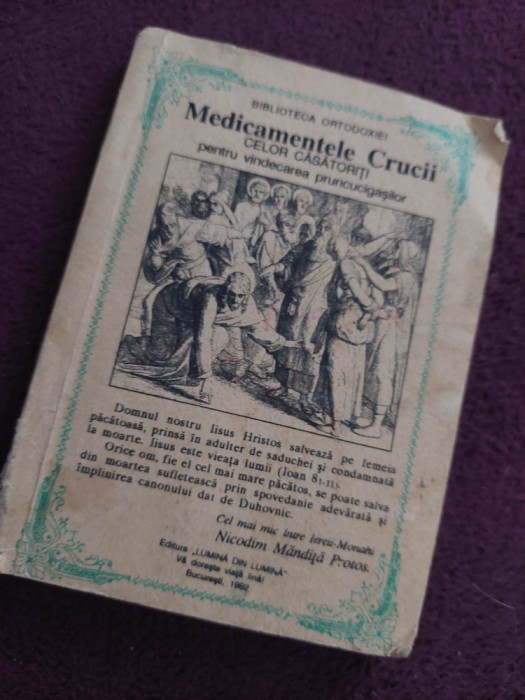 BIBLIOTECA ORTODOXIEI
Medicamentele Crucii
CELOR CĂSĂTORIȚI
pentru vindecarea pruncucigașilor
Domnul nostru Iisus Hristos salvează pe femeia
păcătoasă, prinsă în adulter de saduchei și condamnată
la moarte. Iisus este vieața lumii (Ioan 8₁-₁₁).
Orice om, fie el cel mai mare păcătos, se poate salva
din moartea sufletească prin spovedanie adevărată și
împlinirea canonului dat de Duhovnic.
Cel mai mic între Ierei-Monahi
Nicodim Măndiță Protos.
Editura „LUMINĂ DIN LUMINĂ"
Vă dorește viață lină!
București, 1992